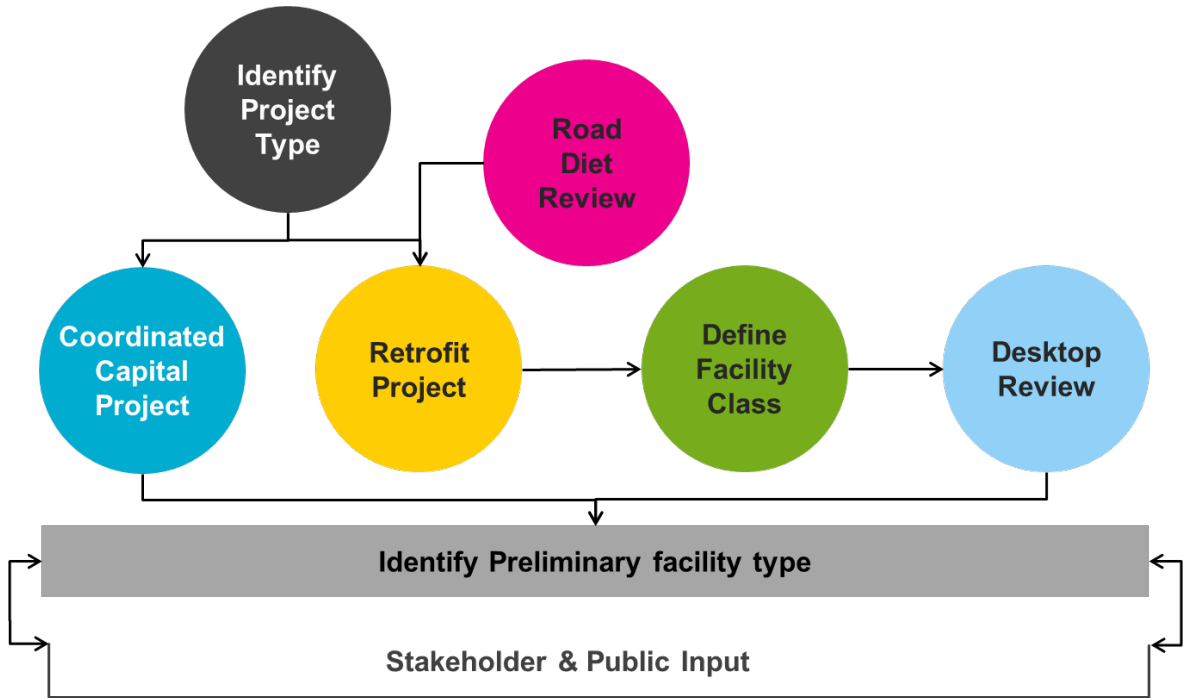 Identify
Project
Type
Road
Diet
Review
Coordinated
Capital
Project
Retrofit
Project
Define
Facility
Class
Desktop
Review
Identify Preliminary facility type
Stakeholder & Public Input